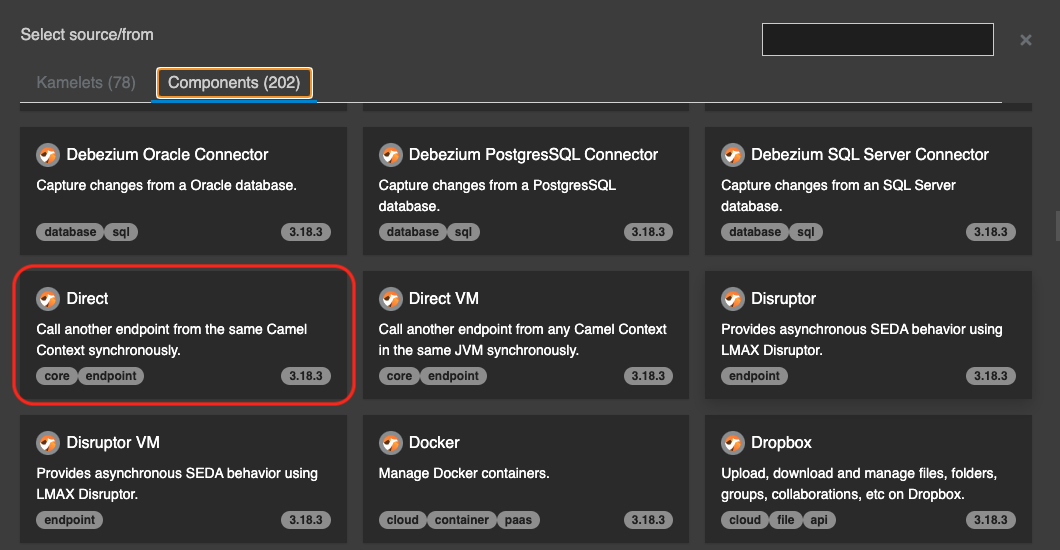 Select source/from
Kamelets (78)
Components (202)
Debezium Oracle Connector
Capture changes from a Oracle database.
database sql 3.18.3
Debezium PostgresSQL Connector
Capture changes from a PostgresSQL
database.
database sql 3.18.3
Debezium SQL Server Connector
Capture changes from an SQL Server
database.
database sql 3.18.3
Direct
Call another endpoint from the same Camel
Context synchronously.
core endpoint 3.18.3
Direct VM
Call another endpoint from any Camel Context
in the same JVM synchronously.
core endpoint 3.18.3
Disruptor
Provides asynchronous SEDA behavior using
LMAX Disruptor.
endpoint 3.18.3
Disruptor VM
Provides asynchronous SEDA behavior using
LMAX Disruptor.
endpoint 3.18.3
Docker
Manage Docker containers.
cloud container paas 3.18.3
Dropbox
Upload, download and manage files, folders,
groups, collaborations, etc on Dropbox.
cloud file api 3.18.3